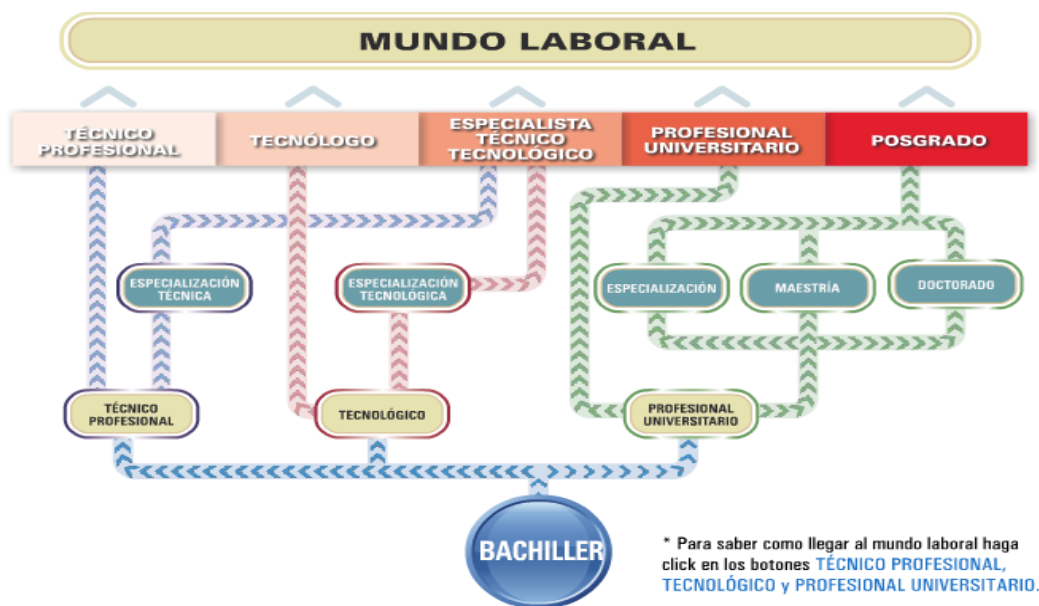 MUNDO LABORAL
TÉCNICO
PROFESIONAL
TECNÓLOGO
ESPECIALISTA
TÉCNICO
TECNOLÓGICO
PROFESIONAL
UNIVERSITARIO
POSGRADO
ESPECIALIZACIÓN
TÉCNICA
ESPECIALIZACIÓN
TECNOLÓGICA
ESPECIALIZACIÓN
MAESTRÍA
DOCTORADO
TÉCNICO
PROFESIONAL
TECNOLÓGICO
PROFESIONAL
UNIVERSITARIO
BACHILLER
* Para saber como llegar al mundo laboral haga
click en los botones TÉCNICO PROFESIONAL,
TECNOLÓGICO y PROFESIONAL UNIVERSITARIO.